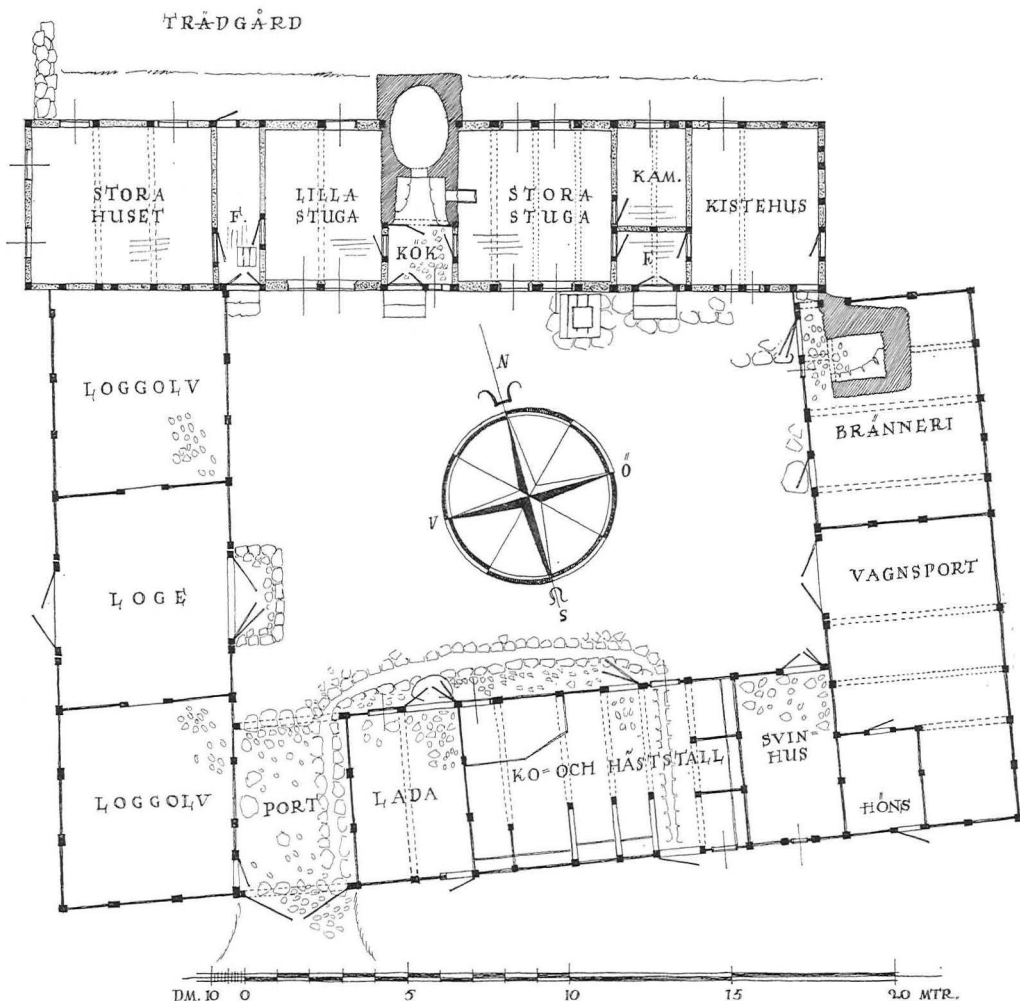 TRÄDGÅRD
STORA
HUSET
F.
LILLA
STUGA
KÖK
STORA
STUGA
KAM.
F.
KISTEHUS
LOGGOLV
N
Ö
V
S
BRÄNNERI
LOGE
VAGNSPORT
LOGGOLV
PORT
LADA
KO= OCH HÄSTSTALL
SVIN=
HUS
HÖNS
DM. 10 0 5 10 15 20 MTR.